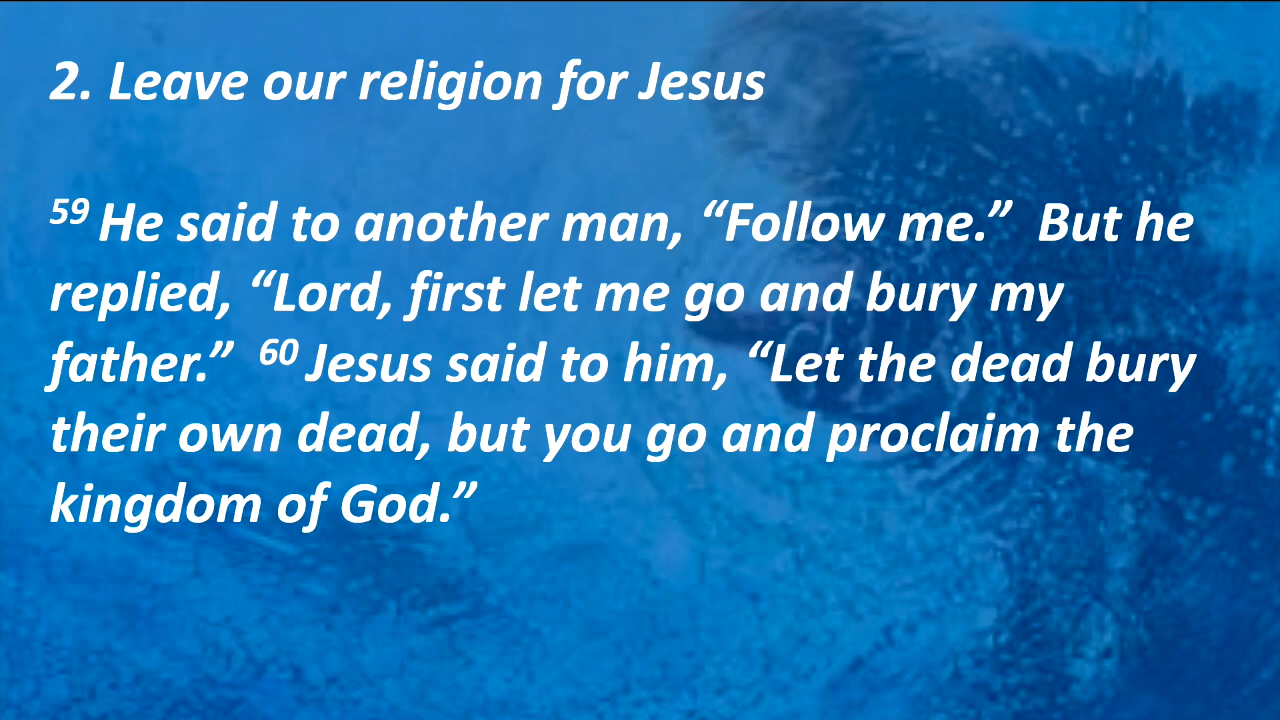 2. Leave our religion for Jesus
59 He said to another man, “Follow me.”  But he
replied, “Lord, first let me go and bury my
father.”  60 Jesus said to him, “Let the dead bury
their own dead, but you go and proclaim the
kingdom of God.”